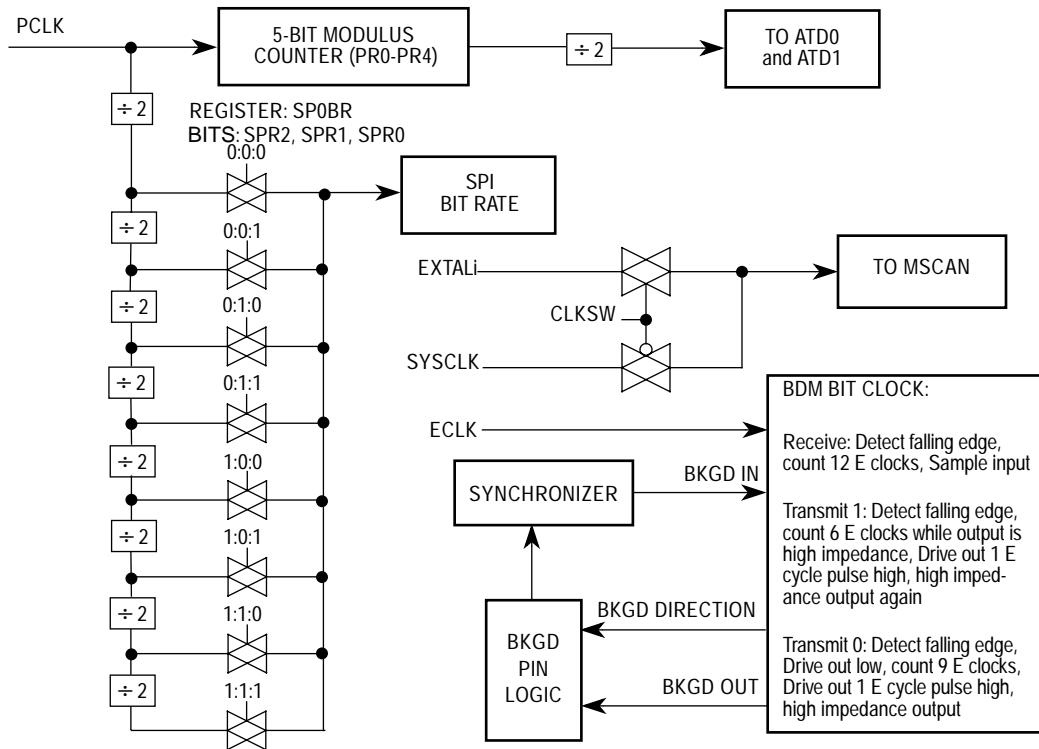 PCLK
5-BIT MODULUS
COUNTER (PR0-PR4)
÷ 2
TO ATD0
and ATD1
÷ 2
REGISTER: SP0BR
BITS: SPR2, SPR1, SPR0
0:0:0
SPI
BIT RATE
÷ 2
0:0:1
EXTALi
TO MSCAN
÷ 2
0:1:0
CLKSW
SYSCLK
÷ 2
0:1:1
ECLK
÷ 2
1:0:0
SYNCHRONIZER
BKGD IN
÷ 2
1:0:1
÷ 2
1:1:0
BKGD DIRECTION
BKGD
PIN
LOGIC
÷ 2
1:1:1
BKGD OUT
BDM BIT CLOCK:
Receive: Detect falling edge,
count 12 E clocks, Sample input
Transmit 1: Detect falling edge,
count 6 E clocks while output is
high impedance, Drive out 1 E
cycle pulse high, high imped-
ance output again
Transmit 0: Detect falling edge,
Drive out low, count 9 E clocks,
Drive out 1 E cycle pulse high,
high impedance output